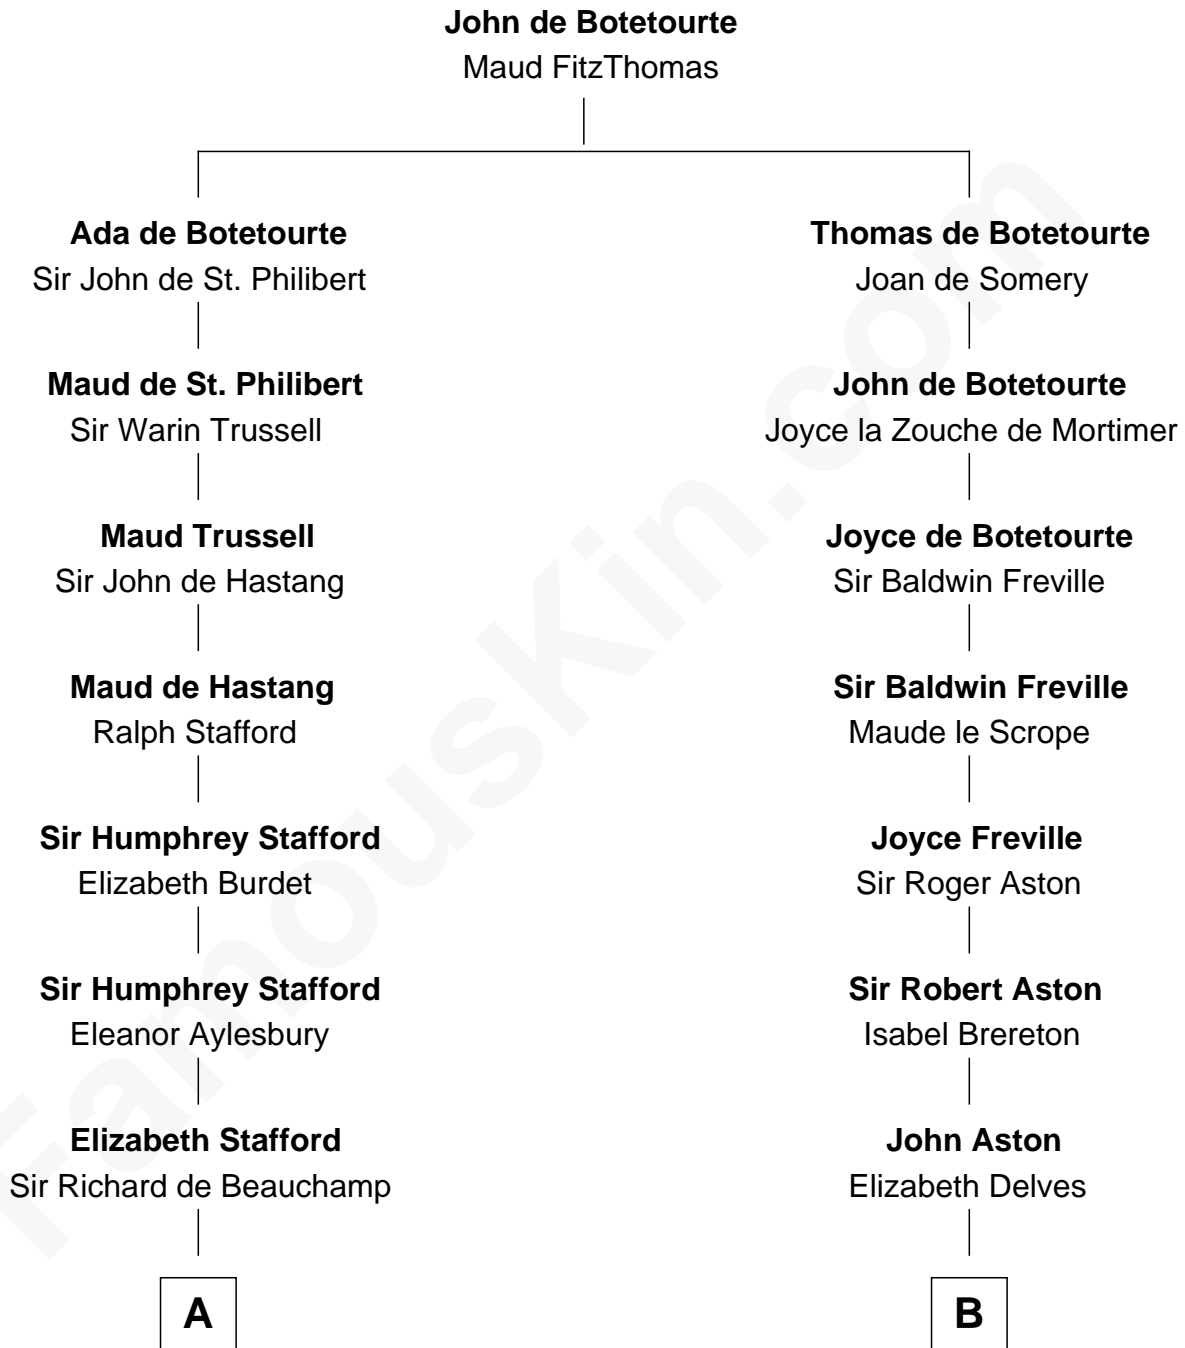 John de Botetourte
Maud FitzThomas
Ada de Botetourte
Sir John de St. Philibert
Thomas de Botetourte
Joan de Somery
Maud de St. Philibert
Sir Warin Trussell
John de Botetourte
Joyce la Zouche de Mortimer
Maud Trussell
Sir John de Hastang
Joyce de Botetourte
Sir Baldwin Freville
Maud de Hastang
Ralph Stafford
Sir Baldwin Freville
Maude le Scrope
Sir Humphrey Stafford
Elizabeth Burdet
Joyce Freville
Sir Roger Aston
Sir Humphrey Stafford
Eleanor Aylesbury
Sir Robert Aston
Isabel Brereton
Elizabeth Stafford
Sir Richard de Beauchamp
John Aston
Elizabeth Delves
A
B
FamousKin.com